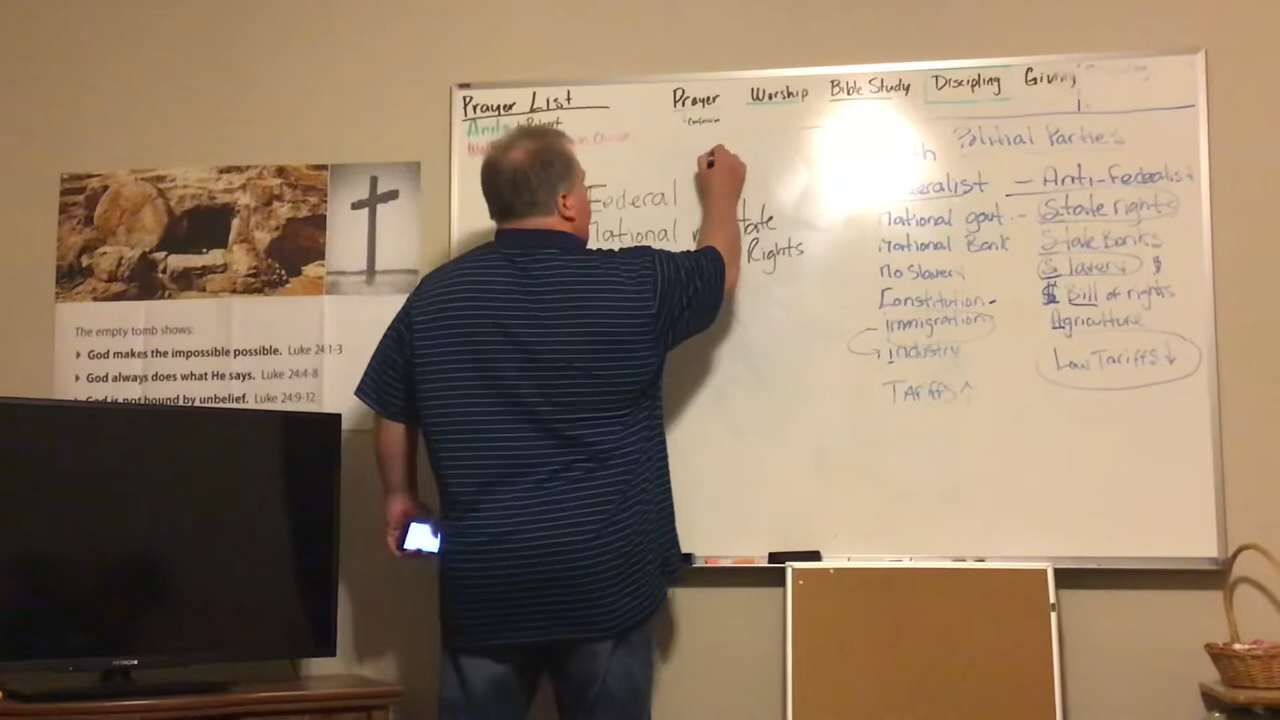 Prayer List
Prayer Worship Bible Study Discipling Giving
Federal
National
Rights
Political Parties
Anti-Federalist
National govt. - State rights
National Bank State Banks
No Slavery Slavery $
Constitution - $ Bill of rights
immigration Agriculture
industry Low Tariffs ↓
Tariffs ^
The empty tomb shows:
God makes the impossible possible. Luke 24:1-3
God always does what He says. Luke 24:4-8
God is not bound by unbelief. Luke 24:9-12
HITACHI